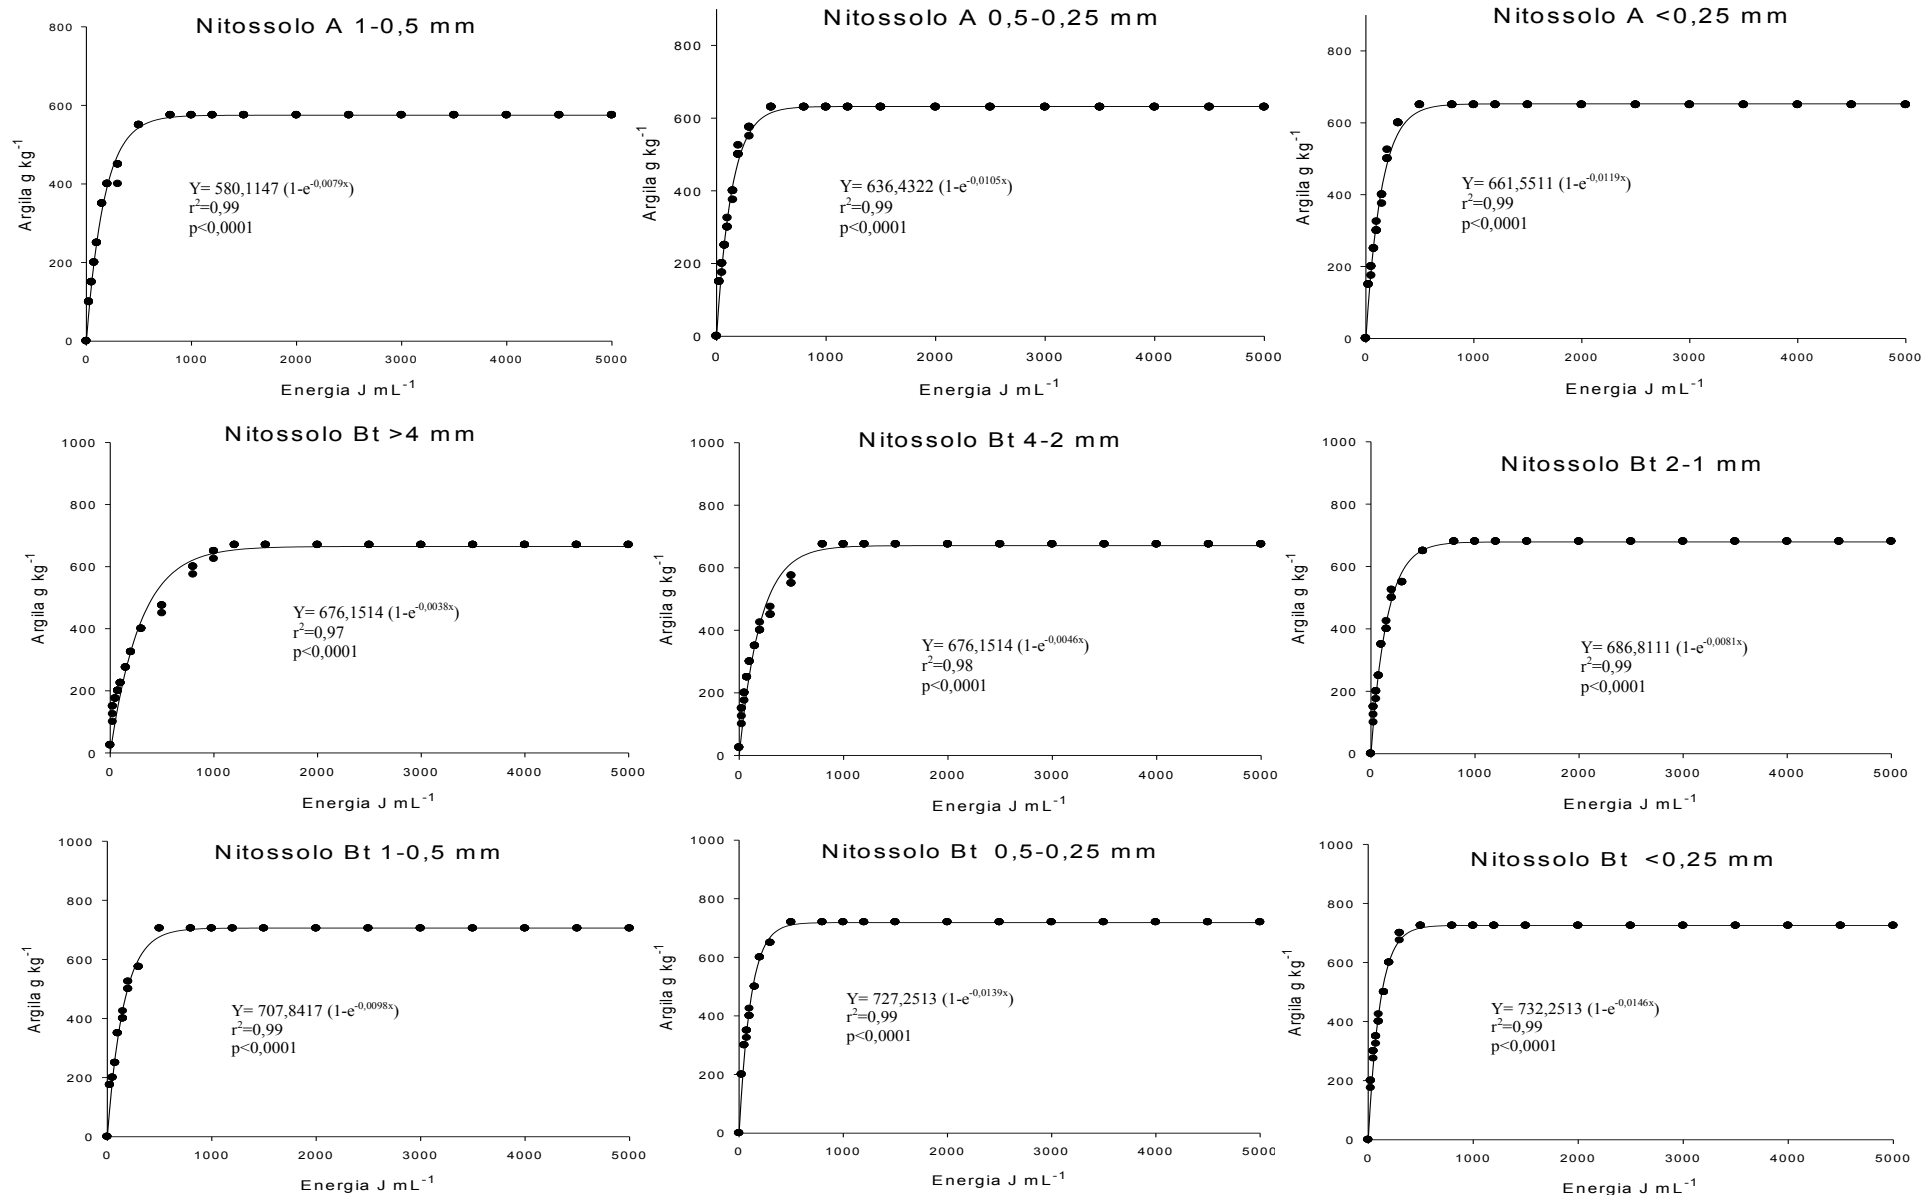 Nitossolo A 1-0,5 mm
Argila g kg-1
800
600
400
200
0
Y= 580,1147 (1-e-0,0079x)
r2=0,99
p<0,0001
0 1000 2000 3000 4000 5000
Energia J mL-1
Nitossolo A 0,5-0,25 mm
Argila g kg-1
800
600
400
200
0
Y= 636,4322 (1-e-0,0105x)
r2=0,99
p<0,0001
0 1000 2000 3000 4000 5000
Energia J mL-1
Nitossolo A <0,25 mm
Argila g kg-1
800
600
400
200
0
Y= 661,5511 (1-e-0,0119x)
r2=0,99
p<0,0001
0 1000 2000 3000 4000 5000
Energia J mL-1
Nitossolo Bt >4 mm
Argila g kg-1
1000
800
600
400
200
0
Y= 676,1514 (1-e-0,0038x)
r2=0,97
p<0,0001
0 1000 2000 3000 4000 5000
Energia J mL-1
Nitossolo Bt 4-2 mm
Argila g kg-1
1000
800
600
400
200
0
Y= 676,1514 (1-e-0,0046x)
r2=0,98
p<0,0001
0 1000 2000 3000 4000 5000
Energia J mL-1
Nitossolo Bt 2-1 mm
Argila g kg-1
1000
800
600
400
200
0
Y= 686,8111 (1-e-0,0081x)
r2=0,99
p<0,0001
0 1000 2000 3000 4000 5000
Energia J mL-1
Nitossolo Bt 1-0,5 mm
Argila g kg-1
1000
800
600
400
200
0
Y= 707,8417 (1-e-0,0098x)
r2=0,99
p<0,0001
0 1000 2000 3000 4000 5000
Energia J mL-1
Nitossolo Bt 0,5-0,25 mm
Argila g kg-1
1000
800
600
400
200
0
Y= 727,2513 (1-e-0,0139x)
r2=0,99
p<0,0001
0 1000 2000 3000 4000 5000
Energia J mL-1
Nitossolo Bt <0,25 mm
Argila g kg-1
1000
800
600
400
200
0
Y= 732,2513 (1-e-0,0146x)
r2=0,99
p<0,0001
0 1000 2000 3000 4000 5000
Energia J mL-1